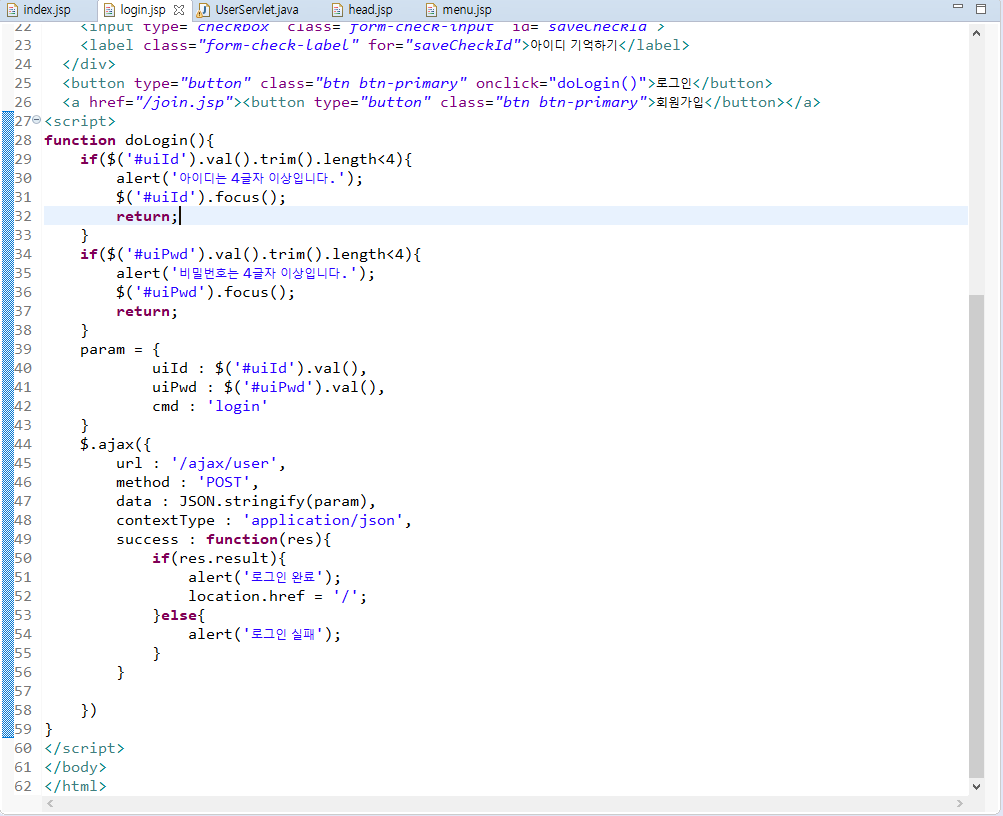 index.jsp login.jsp UserServlet.java head.jsp menu.jsp
22 <input type="checkbox" class="form-check-input" id="saveCheckId">
23 <label class="form-check-label" for="saveCheckId">아이디 기억하기</label>
24 </div>
25 <button type="button" class="btn btn-primary" onclick="doLogin()">로그인</button>
26 <a href="/join.jsp"><button type="button" class="btn btn-primary">회원가입</button></a>
27 <script>
28 function doLogin(){
29 if($('#uiId').val().trim().length<4){
30 alert('아이디는 4글자 이상입니다.');
31 $('#uiId').focus();
32 return;
33 }
34 if($('#uiPwd').val().trim().length<4){
35 alert('비밀번호는 4글자 이상입니다.');
36 $('#uiPwd').focus();
37 return;
38 }
39 param = {
40 uiId : $('#uiId').val(),
41 uiPwd : $('#uiPwd').val(),
42 cmd : 'login'
43 }
44 $.ajax({
45 url : '/ajax/user',
46 method : 'POST',
47 data : JSON.stringify(param),
48 contextType : 'application/json',
49 success : function(res){
50 if(res.result){
51 alert('로그인 완료');
52 location.href = '/';
53 }else{
54 alert('로그인 실패');
55 }
56 }
57
58 })
59 }
60 </script>
61 </body>
62 </html>